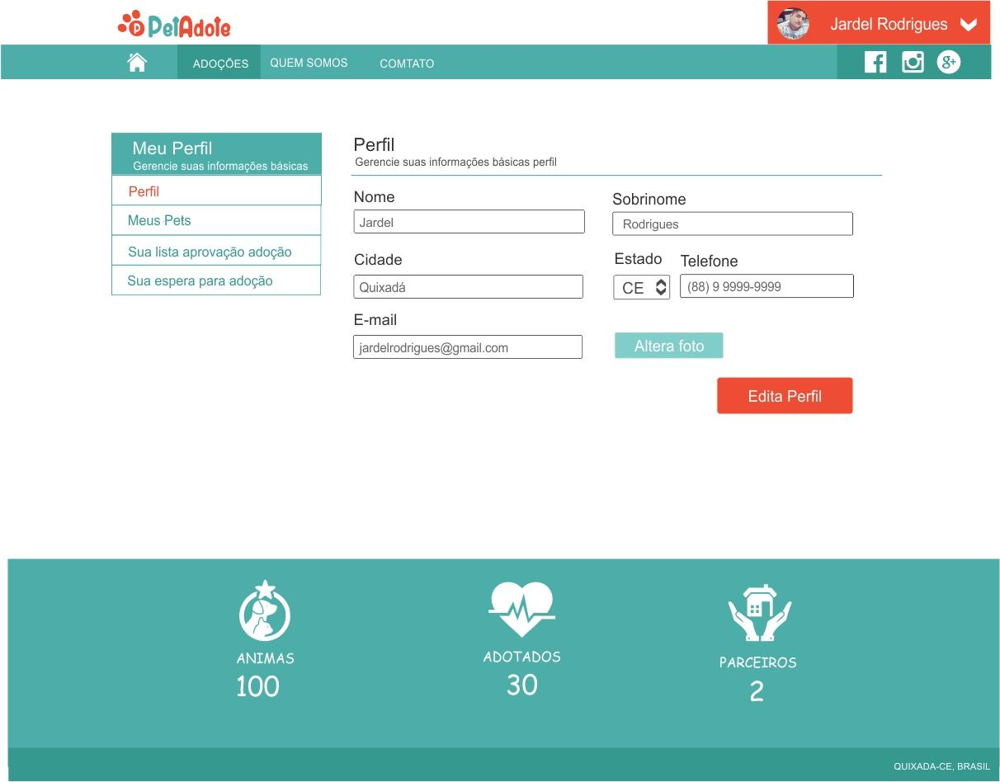 PetAdote
Jardel Rodrigues
ADOÇÕES
QUEM SOMOS
COMTATO
Meu Perfil
Gerencie suas informações básicas
Perfil
Meus Pets
Sua lista aprovação adoção
Sua espera para adoção
Perfil
Gerencie suas informações básicas perfil
Nome
Sobrinome
Jardel
Rodrigues
Cidade
Estado
Telefone
Quixadá
CE
(88) 9 9999-9999
E-mail
jardelrodrigues@gmail.com
Altera foto
Edita Perfil
ANIMAS
100
ADOTADOS
30
PARCEIROS
2
QUIXADA-CE, BRASIL